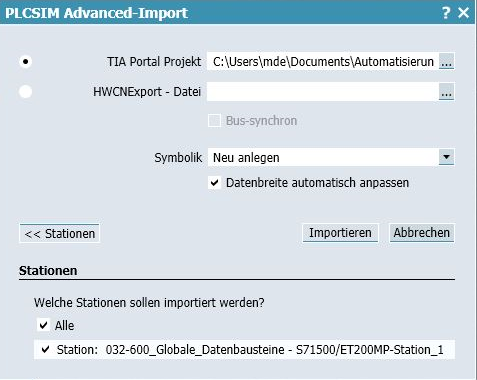 PLCSIM Advanced-Import ? ×
TIA Portal Projekt C:\Users\mde\Documents\Automatisierun ...
HWCNExport - Datei ...
Bus-synchron
Symbolik Neu anlegen
Datenbreite automatisch anpassen
<< Stationen Importieren Abbrechen
Stationen
Welche Stationen sollen importiert werden?
Alle
Station: 032-600_Globale_Datenbausteine - S71500/ET200MP-Station_1